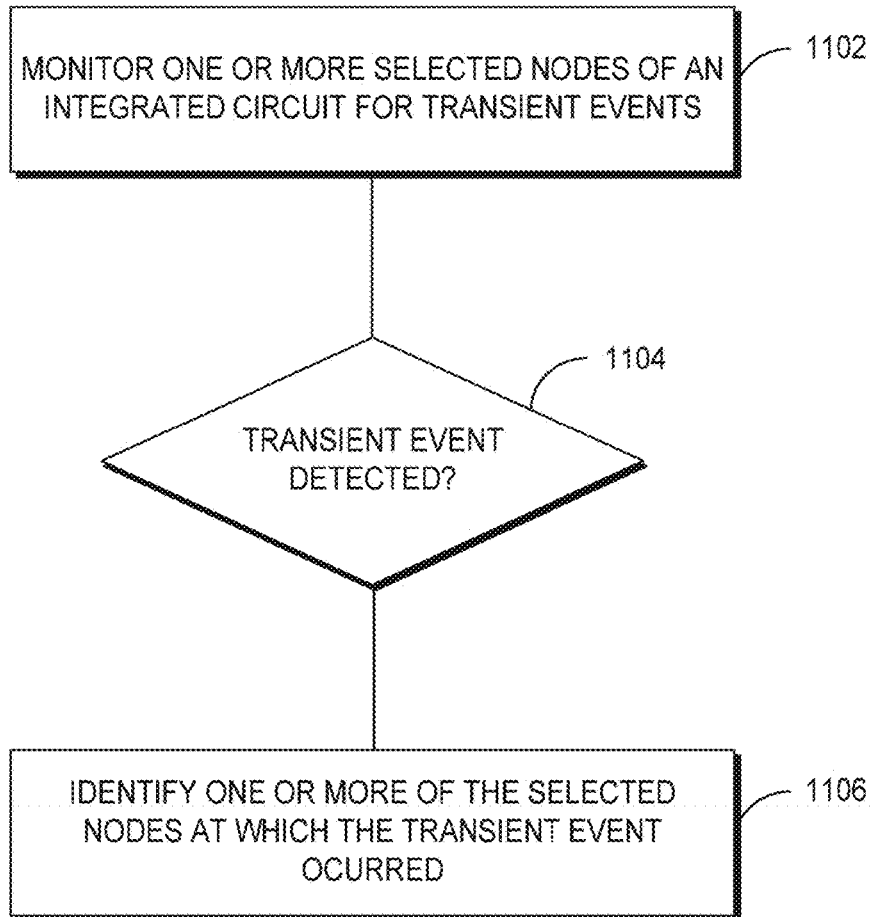 MONITOR ONE OR MORE SELECTED NODES OF AN
INTEGRATED CIRCUIT FOR TRANSIENT EVENTS
1102
TRANSIENT EVENT
DETECTED?
1104
IDENTIFY ONE OR MORE OF THE SELECTED
NODES AT WHICH THE TRANSIENT EVENT
OCURRED
1106